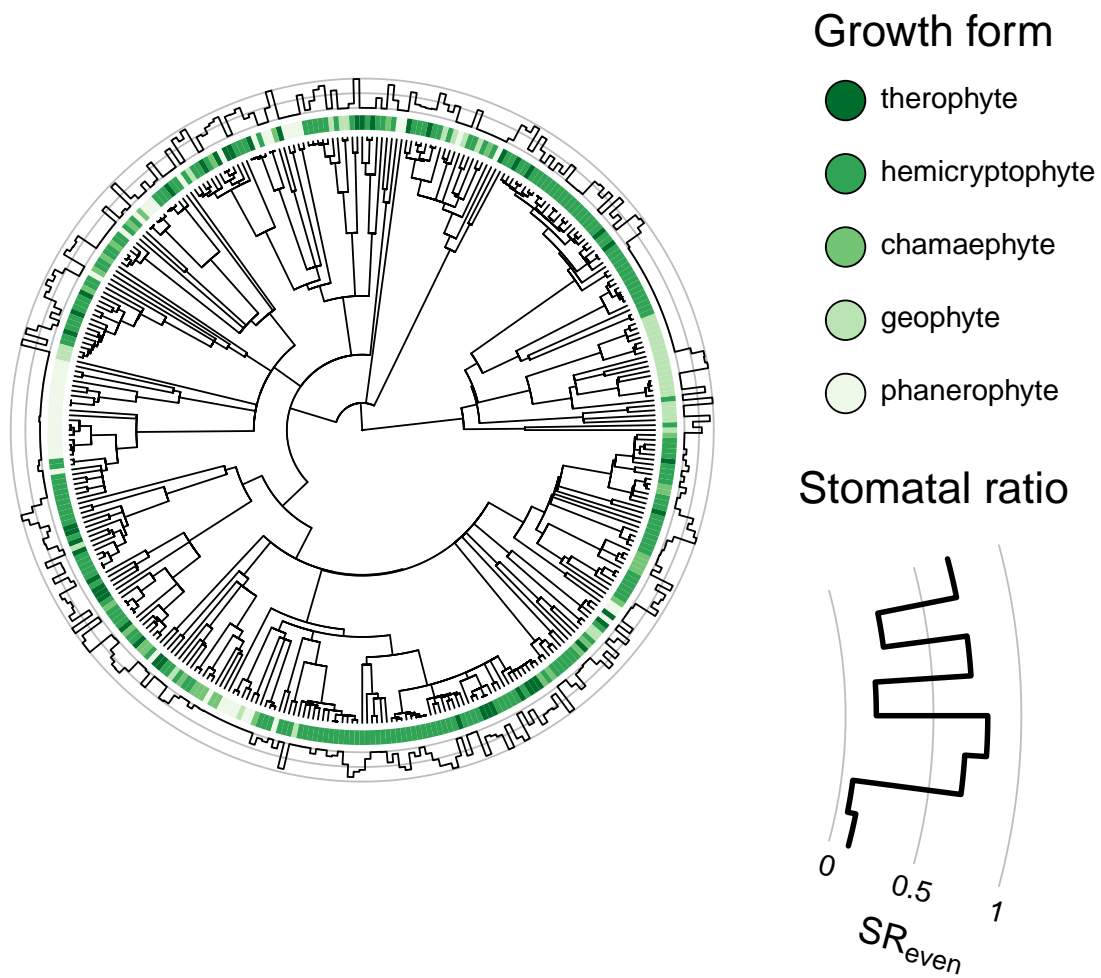 Growth form
therophyte
hemicryptophyte
chamaephyte
geophyte
phanerophyte
Stomatal ratio
0
0.5
1
SReven